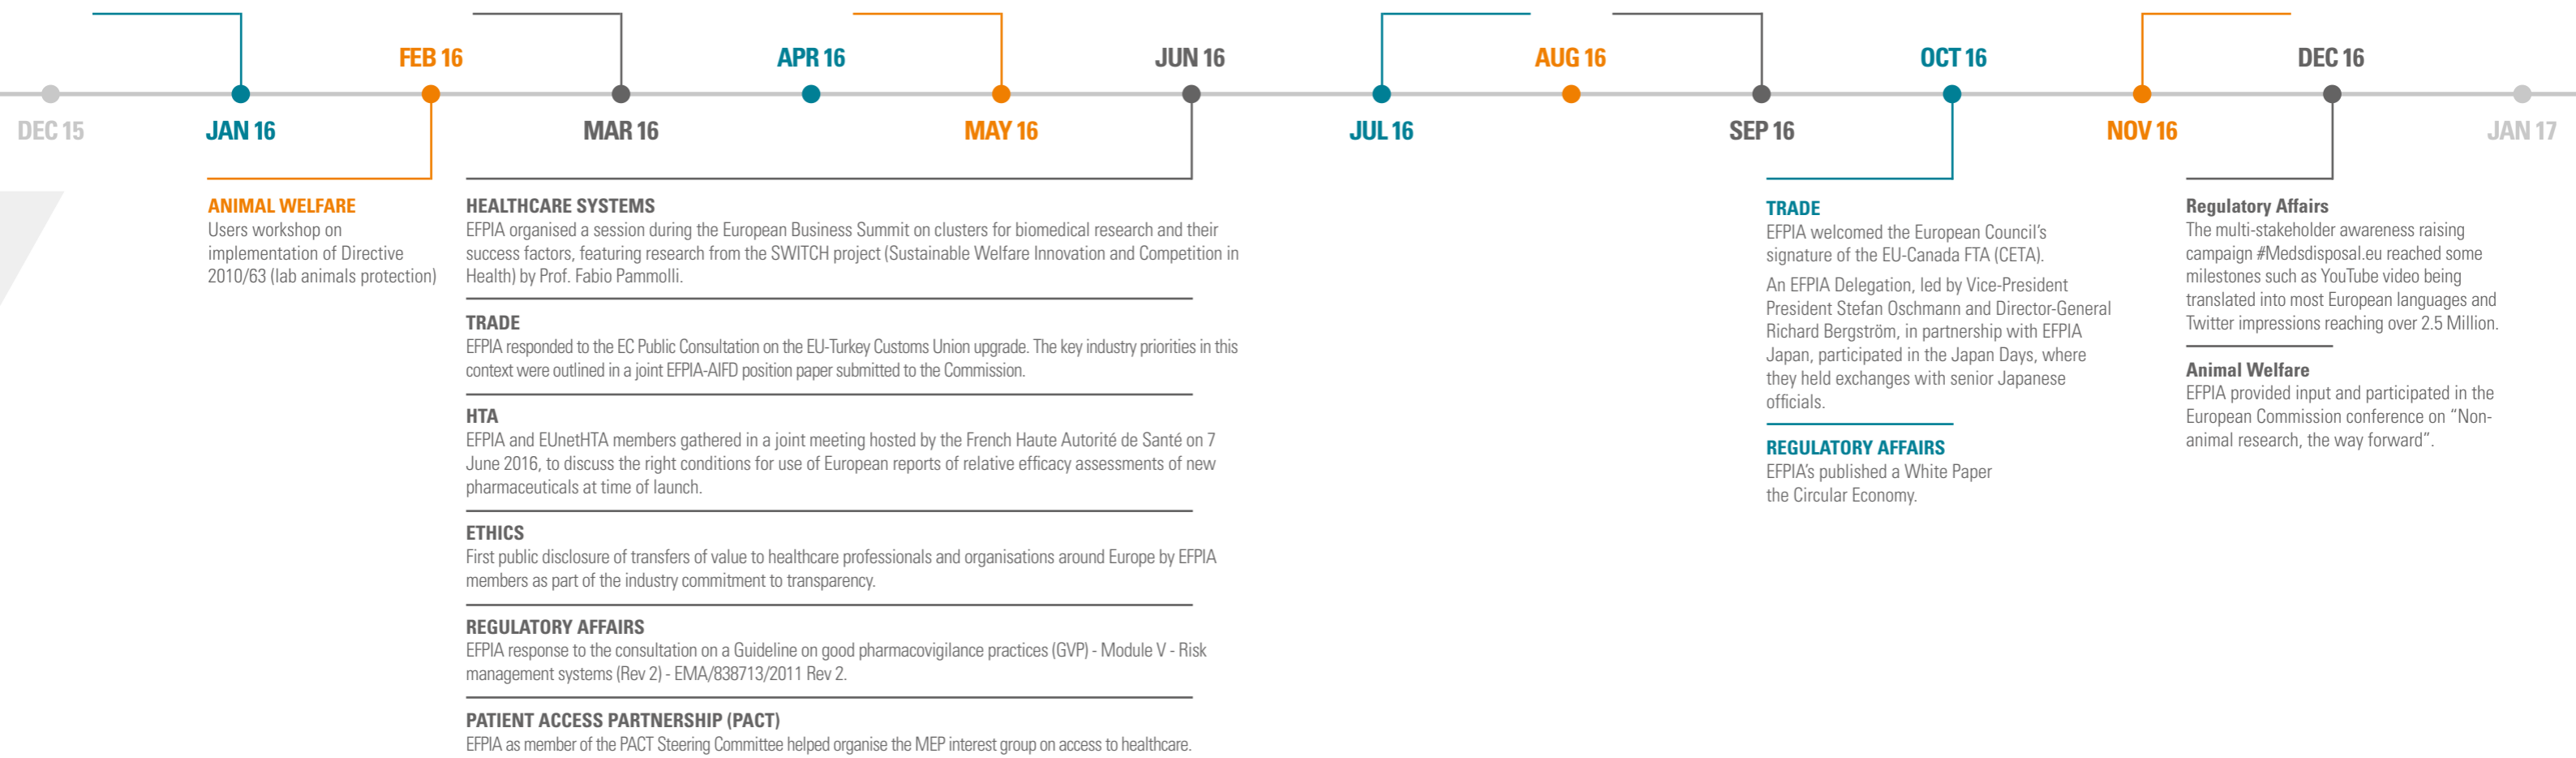 FEB 16
APR 16
JUN 16
AUG 16
OCT 16
DEC 16
DEC 15
JAN 16
MAR 16
MAY 16
JUL 16
SEP 16
NOV 16
JAN 17
ANIMAL WELFARE
Users workshop on
implementation of Directive
2010/63 (lab animals protection)
HEALTHCARE SYSTEMS
EFPIA organised a session during the European Business Summit on clusters for biomedical research and their
success factors, featuring research from the SWITCH project (Sustainable Welfare Innovation and Competition in
Health) by Prof. Fabio Pammolli.
TRADE
EFPIA responded to the EC Public Consultation on the EU-Turkey Customs Union upgrade. The key industry priorities in this
context were outlined in a joint EFPIA-AIFD position paper submitted to the Commission.
HTA
EFPIA and EUnetHTA members gathered in a joint meeting hosted by the French Haute Autorité de Santé on 7
June 2016, to discuss the right conditions for use of European reports of relative efficacy assessments of new
pharmaceuticals at time of launch.
ETHICS
First public disclosure of transfers of value to healthcare professionals and organisations around Europe by EFPIA
members as part of the industry commitment to transparency.
REGULATORY AFFAIRS
EFPIA response to the consultation on a Guideline on good pharmacovigilance practices (GVP) - Module V - Risk
management systems (Rev 2) - EMA/838713/2011 Rev 2.
PATIENT ACCESS PARTNERSHIP (PACT)
EFPIA as member of the PACT Steering Committee helped organise the MEP interest group on access to healthcare.
TRADE
EFPIA welcomed the European Council's
signature of the EU-Canada FTA (CETA).
An EFPIA Delegation, led by Vice-President
President Stefan Oschmann and Director-General
Richard Bergström, in partnership with EFPIA
Japan, participated in the Japan Days, where
they held exchanges with senior Japanese
officials.
REGULATORY AFFAIRS
EFPIA's published a White Paper
the Circular Economy.
Regulatory Affairs
The multi-stakeholder awareness raising
campaign #Medsdisposal.eu reached some
milestones such as YouTube video being
translated into most European languages and
Twitter impressions reaching over 2.5 Million.
Animal Welfare
EFPIA provided input and participated in the
European Commission conference on “Non-
animal research, the way forward”.